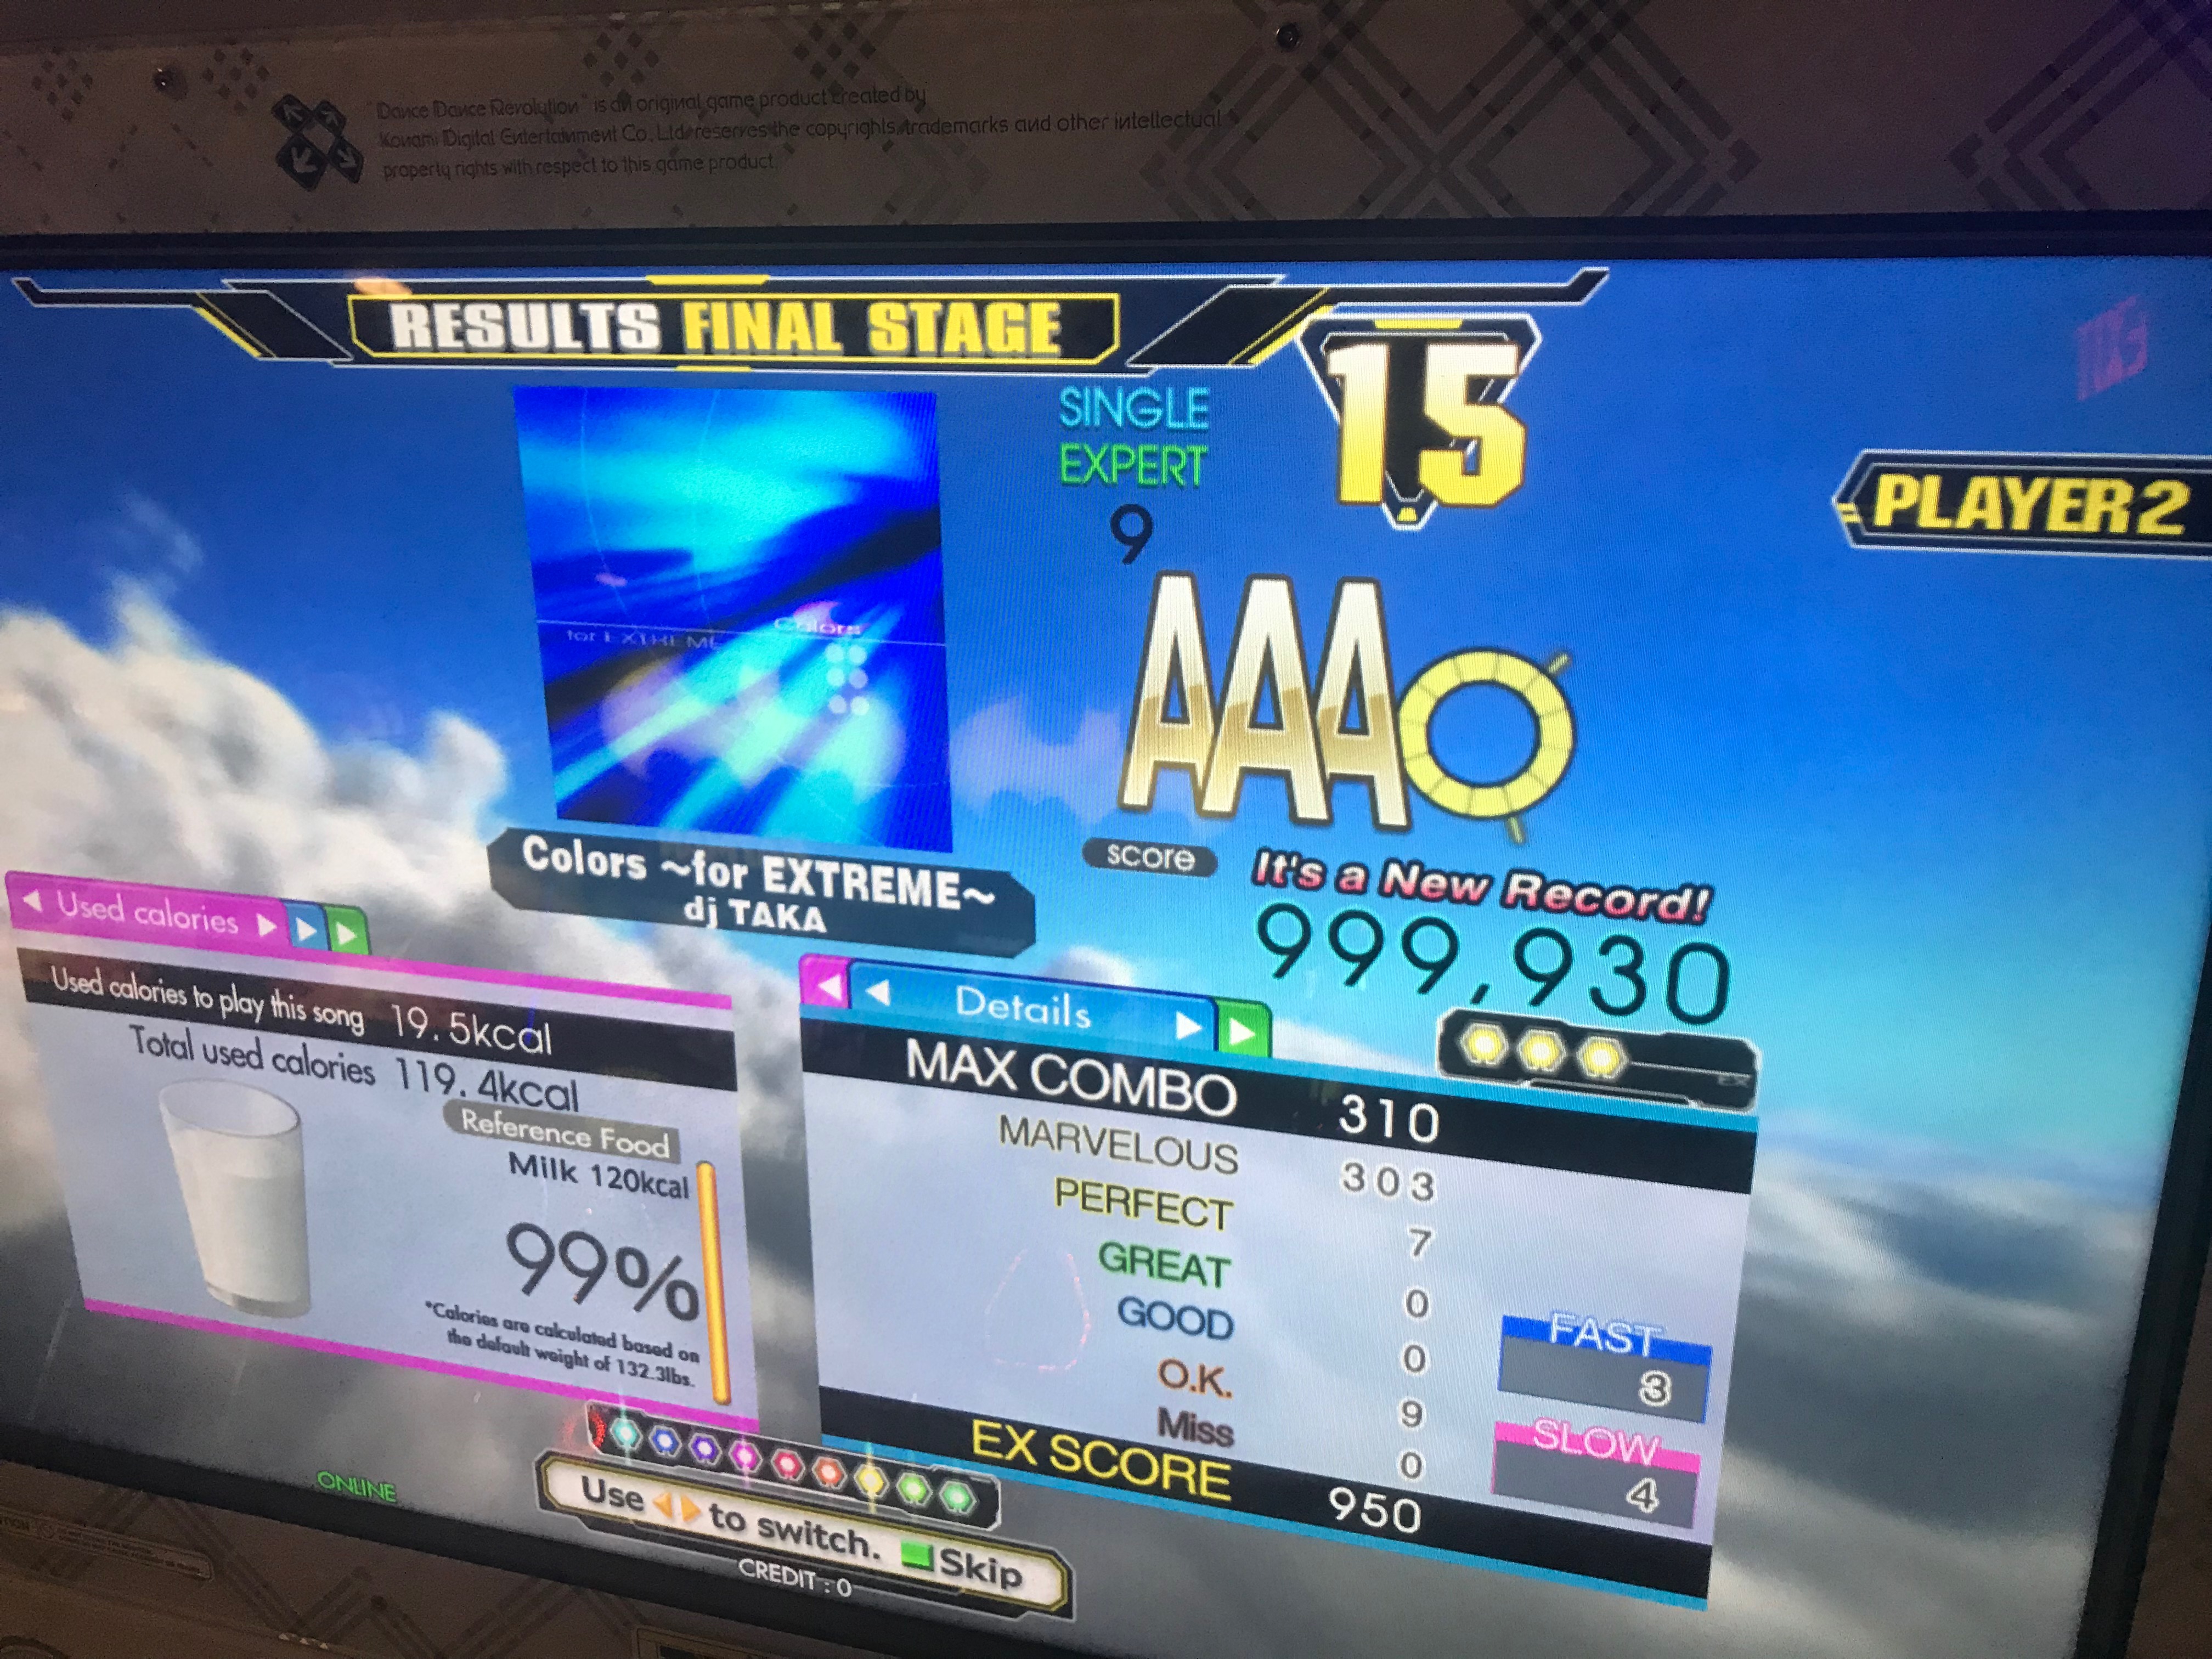 "Dance Dance Revolution" is an original game product created by
Konami Digital Entertainment Co., Ltd. reserves the copyrights, trademarks and other intellectual
property rights with respect to this game product.
RESULTS FINAL STAGE
15
SINGLE
EXPERT
9
PLAYER2
AAA
Colors
for EXTREME
Colors ~for EXTREME~
dj TAKA
score
It's a New Record!
999,930
EX
Used calories
Used calories to play this song 19.5kcal
Total used calories 119.4kcal
Reference Food
Milk 120kcal
99%
*Calories are calculated based on
the default weight of 132.3lbs.
Details
MAX COMBO 310
MARVELOUS 303
PERFECT 7
GREAT 0
GOOD 0
O.K. 9
Miss 0
EX SCORE 950
FAST
3
SLOW
4
ONLINE
Use to switch. Skip
CREDIT : 0